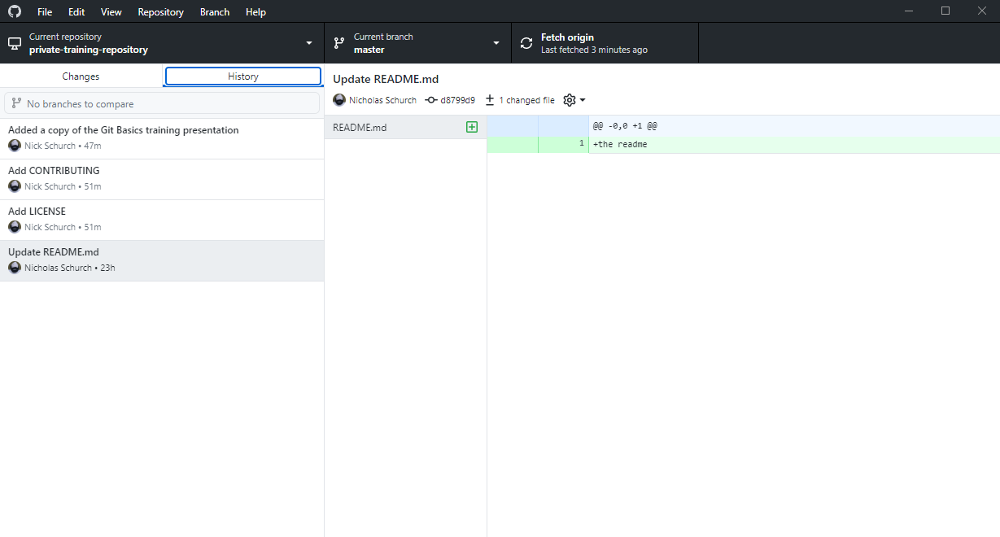 File Edit View Repository Branch Help
Current repository
private-training-repository
Current branch
master
Fetch origin
Last fetched 3 minutes ago
Changes
History
No branches to compare
Added a copy of the Git Basics training presentation
Nick Schurch • 47m
Add CONTRIBUTING
Nick Schurch • 51m
Add LICENSE
Nick Schurch • 51m
Update README.md
Nicholas Schurch • 23h
Update README.md
Nicholas Schurch d8799d9 1 changed file
README.md
@@ -0,0 +1 @@
1 +the readme